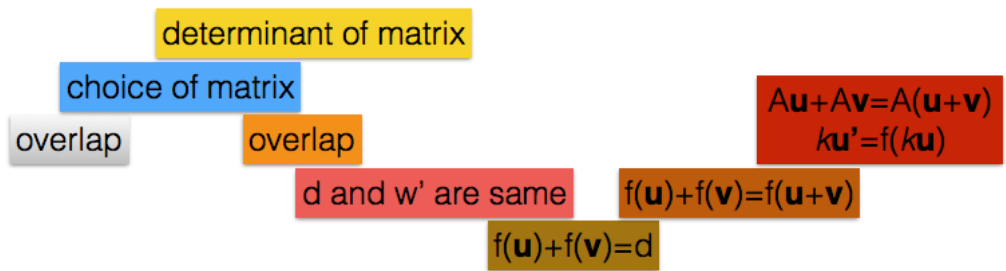 determinant of matrix
choice of matrix
overlap
overlap
Au+Av=A(u+v)
ku'=f(ku)
d and w' are same
f(u)+f(v)=f(u+v)
f(u)+f(v)=d